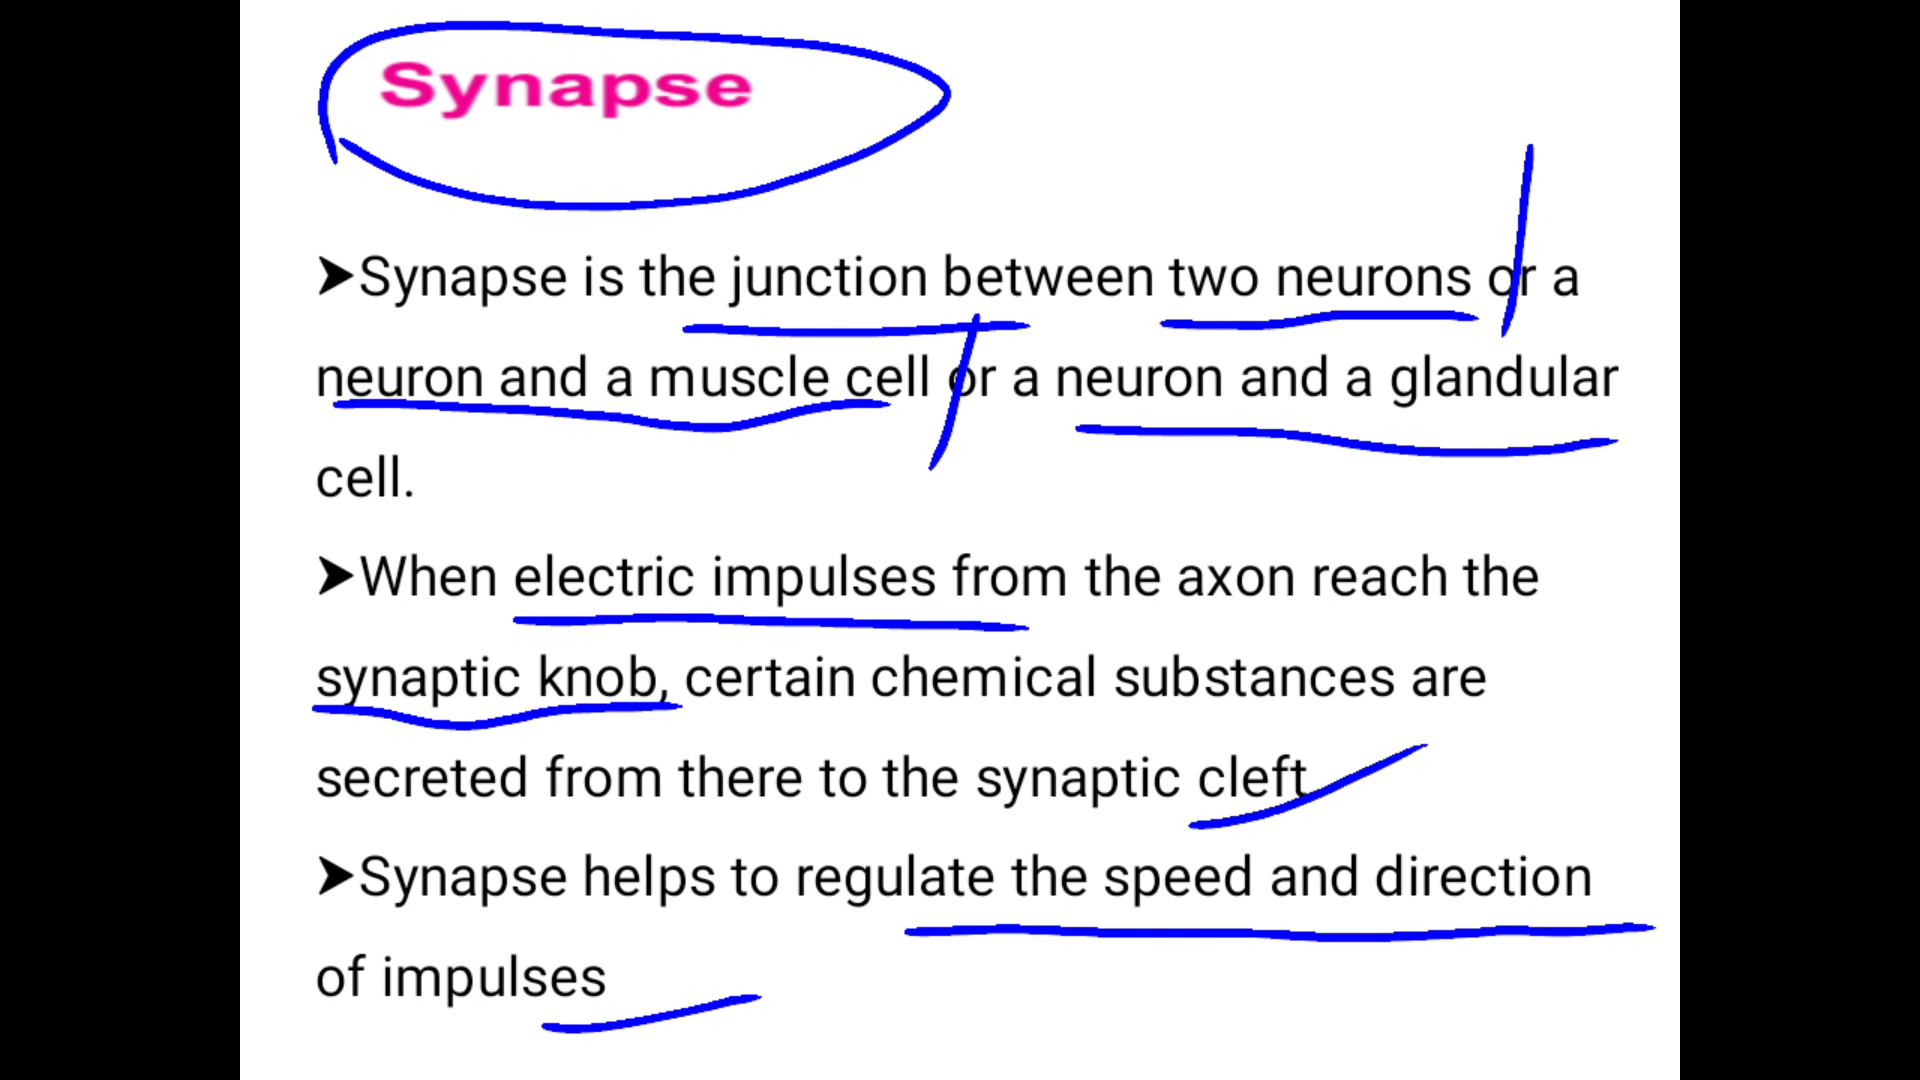 Synapse
➤Synapse is the junction between two neurons or a
neuron and a muscle cell or a neuron and a glandular
cell.
➤When electric impulses from the axon reach the
synaptic knob, certain chemical substances are
secreted from there to the synaptic cleft
➤Synapse helps to regulate the speed and direction
of impulses